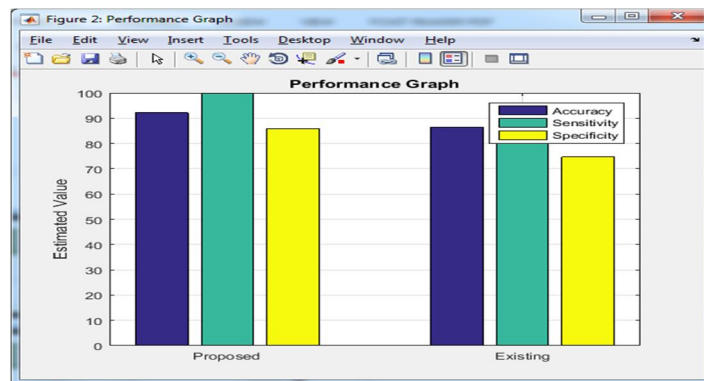 Figure 2: Performance Graph
File Edit View Insert Tools Desktop Window Help
Performance Graph
100
90
80
70
60
50
40
30
20
10
0
Estimated Value
Accuracy
Sensitivity
Specificity
Proposed
Existing